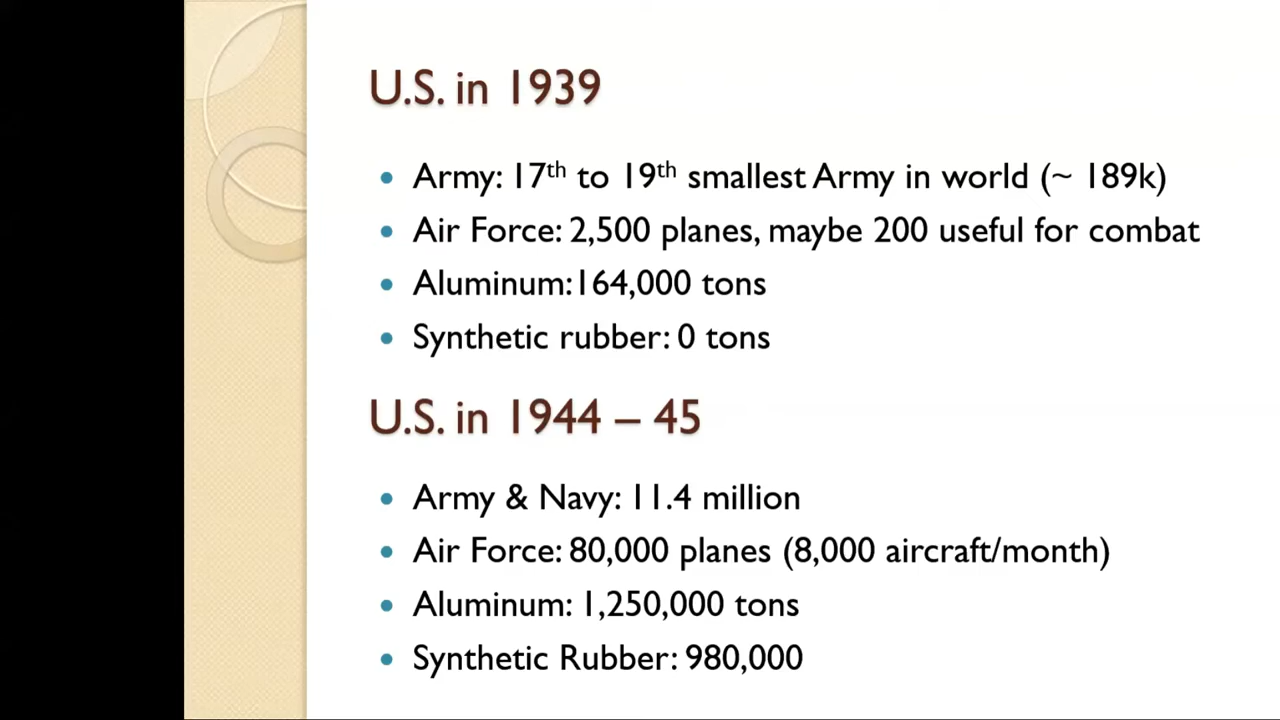 U.S. in 1939
• Army: 17th to 19th smallest Army in world (~ 189k)
• Air Force: 2,500 planes, maybe 200 useful for combat
• Aluminum:164,000 tons
• Synthetic rubber: 0 tons
U.S. in 1944 – 45
• Army & Navy: 11.4 million
• Air Force: 80,000 planes (8,000 aircraft/month)
• Aluminum: 1,250,000 tons
• Synthetic Rubber: 980,000